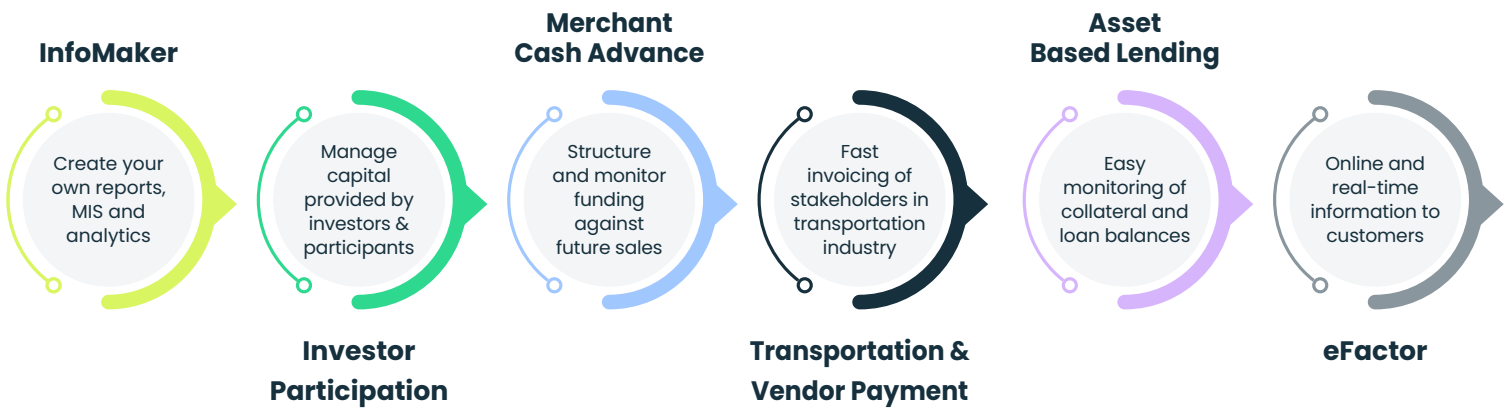 InfoMaker
Create your
own reports,
MIS and
analytics
Manage
capital
provided by
investors &
participants
Investor
Participation
Merchant
Cash Advance
Structure
and monitor
funding
against
future sales
Fast
invoicing of
stakeholders in
transportation
industry
Transportation &
Vendor Payment
Asset
Based Lending
Easy
monitoring of
collateral and
loan balances
Online and
real-time
information to
customers
eFactor